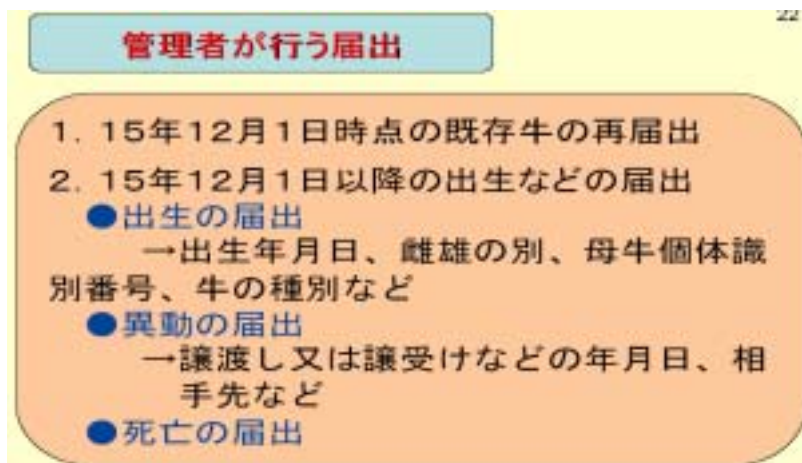 22
管理者が行う届出
1．15年12月1日時点の既存牛の再届出
2．15年12月1日以降の出生などの届出
●出生の届出
→出生年月日、雌雄の別、母牛個体識
別番号、牛の種別など
●異動の届出
→譲渡し又は譲受けなどの年月日、相
手先など
●死亡の届出